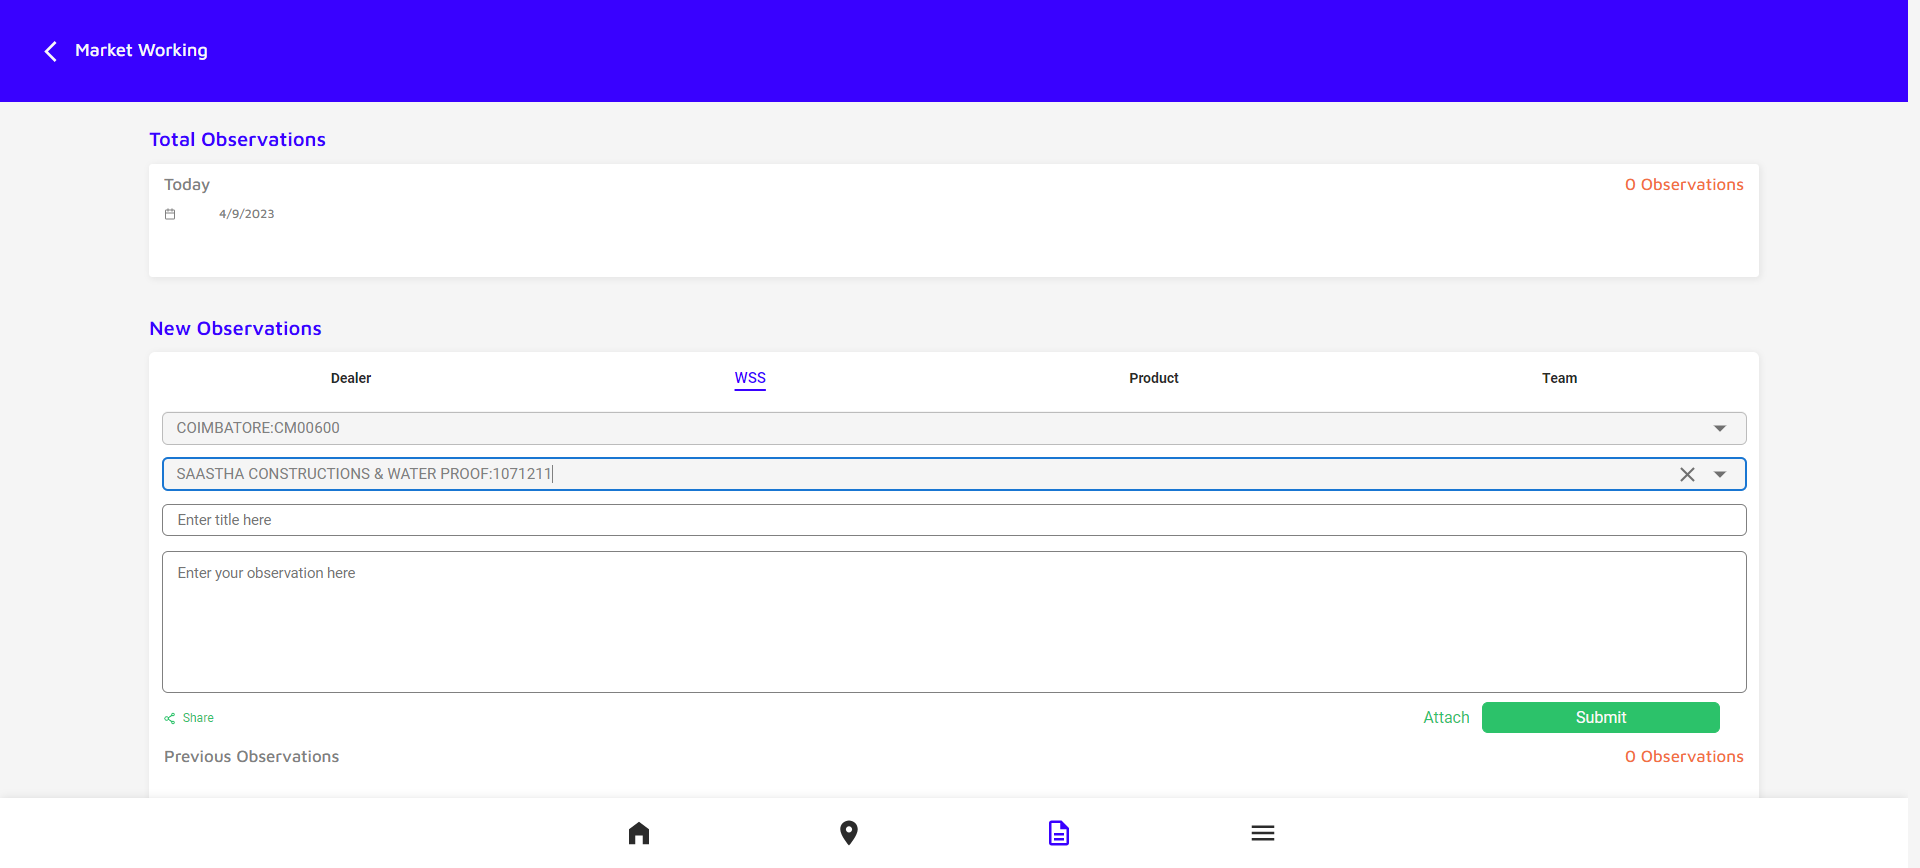 Market Working
Total Observations
Today
0 Observations
4/9/2023
New Observations
Dealer
WSS
Product
Team
COIMBATORE:CM00600
SAASTHA CONSTRUCTIONS & WATER PROOF:1071211
Enter title here
Enter your observation here
Share
Attach
Submit
Previous Observations
0 Observations